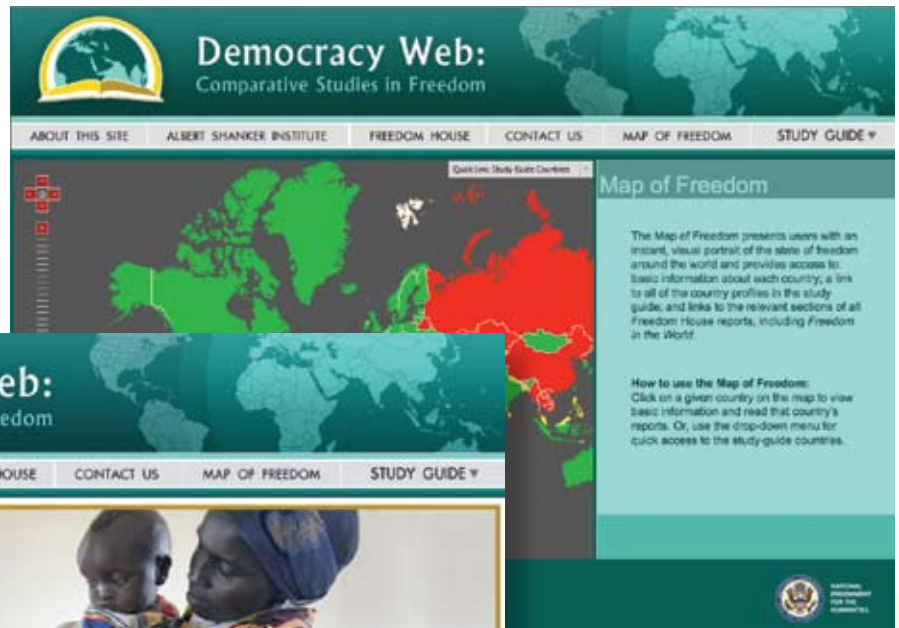 Democracy Web:
Comparative Studies in Freedom
ABOUT THIS SITE ALBERT SHANKER INSTITUTE FREEDOM HOUSE CONTACT US MAP OF FREEDOM STUDY GUIDE
Quick Links: Study Guide Countries
Map of Freedom
The Map of Freedom presents users with an
instant, visual portrait of the state of freedom
around the world and provides access to:
basic information about each country; a link
to all of the country profiles in the study
guide; and links to the relevant sections of all
Freedom House reports, including Freedom
in the World.
How to use the Map of Freedom:
Click on a given country on the map to view
basic information and read that country's
reports. Or, use the drop-down menu for
quick access to the study-guide countries.
eb:
edom
HOUSE CONTACT US MAP OF FREEDOM STUDY GUIDE
NATIONAL
ENDOWMENT
FOR THE
HUMANITIES